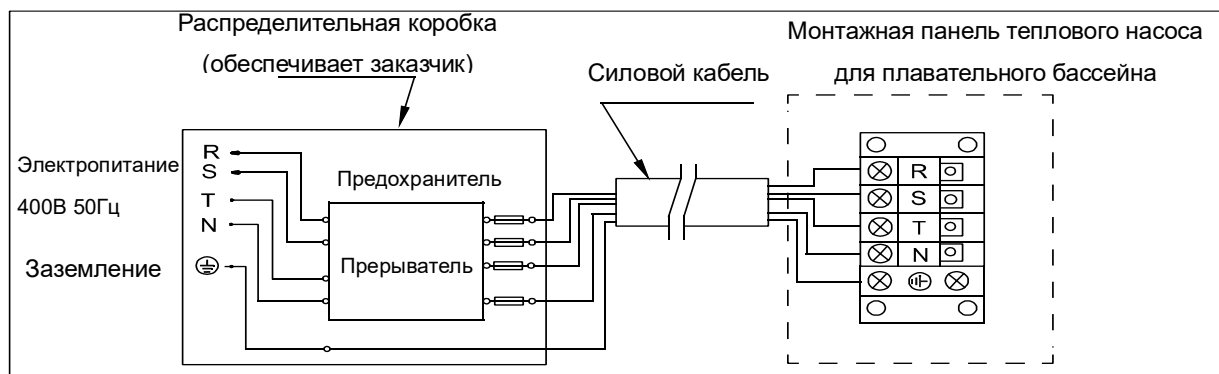 Распределительная коробка
(обеспечивает заказчик)
Силовой кабель
Монтажная панель теплового насоса
для плавательного бассейна
Электропитание
400В 50Гц
Заземление
R
S
T
N
Предохранитель
Прерыватель
R
S
T
N